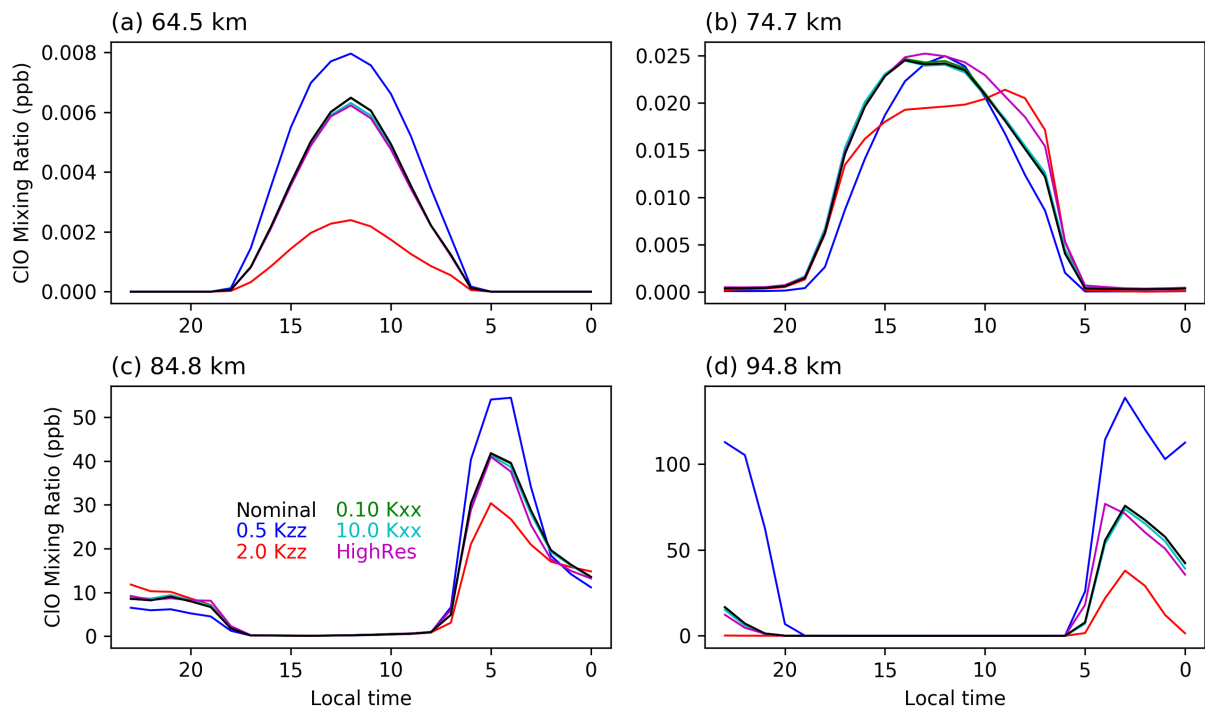 (a) 64.5 km
ClO Mixing Ratio (ppb)
0.008
0.006
0.004
0.002
0.000
20 15 10 5 0
(b) 74.7 km
0.025
0.020
0.015
0.010
0.005
0.000
20 15 10 5 0
(c) 84.8 km
ClO Mixing Ratio (ppb)
50
40
30
20
10
0
Nominal 0.10 Kxx
0.5 Kzz 10.0 Kxx
2.0 Kzz HighRes
20 15 10 5 0
Local time
(d) 94.8 km
100
50
0
20 15 10 5 0
Local time